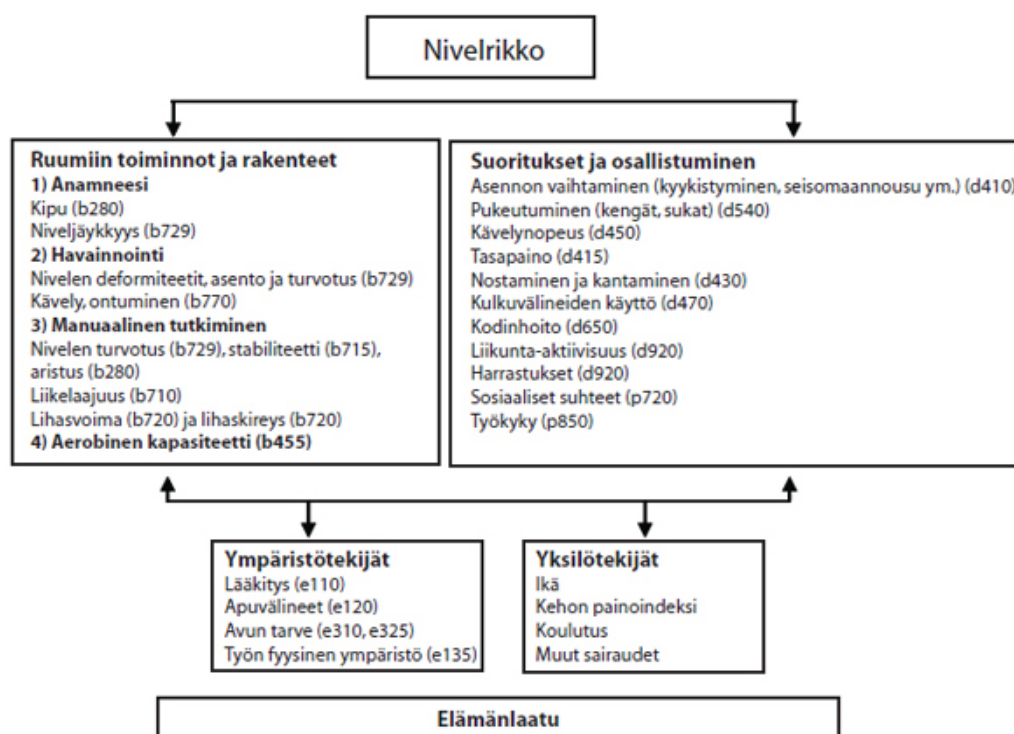 Nivelrikko
Ruumiin toiminnot ja rakenteet
1) Anamneesi
Kipu (b280)
Niveljäykkyys (b729)
2) Havainnointi
Nivelen deformiteetit, asento ja turvotus (b729)
Kävely, ontuminen (b770)
3) Manuaalinen tutkiminen
Nivelen turvotus (b729), stabiliteetti (b715),
aristus (b280)
Liikelaajuus (b710)
Lihasvoima (b720) ja lihaskireys (b720)
4) Aerobinen kapasiteetti (b455)
Suoritukset ja osallistuminen
Asennon vaihtaminen (kyykistyminen, seisomaannousu ym.) (d410)
Pukeutuminen (kengät, sukat) (d540)
Kävelynopeus (d450)
Tasapaino (d415)
Nostaminen ja kantaminen (d430)
Kulkuvälineiden käyttö (d470)
Kodinhoito (d650)
Liikunta-aktiivisuus (d920)
Harrastukset (d920)
Sosiaaliset suhteet (p720)
Työkyky (p850)
Ympäristötekijät
Lääkitys (e110)
Apuvälineet (e120)
Avun tarve (e310, e325)
Työn fyysinen ympäristö (e135)
Yksilötekijät
Ikä
Kehon painoindeksi
Koulutus
Muut sairaudet
Elämänlaatu